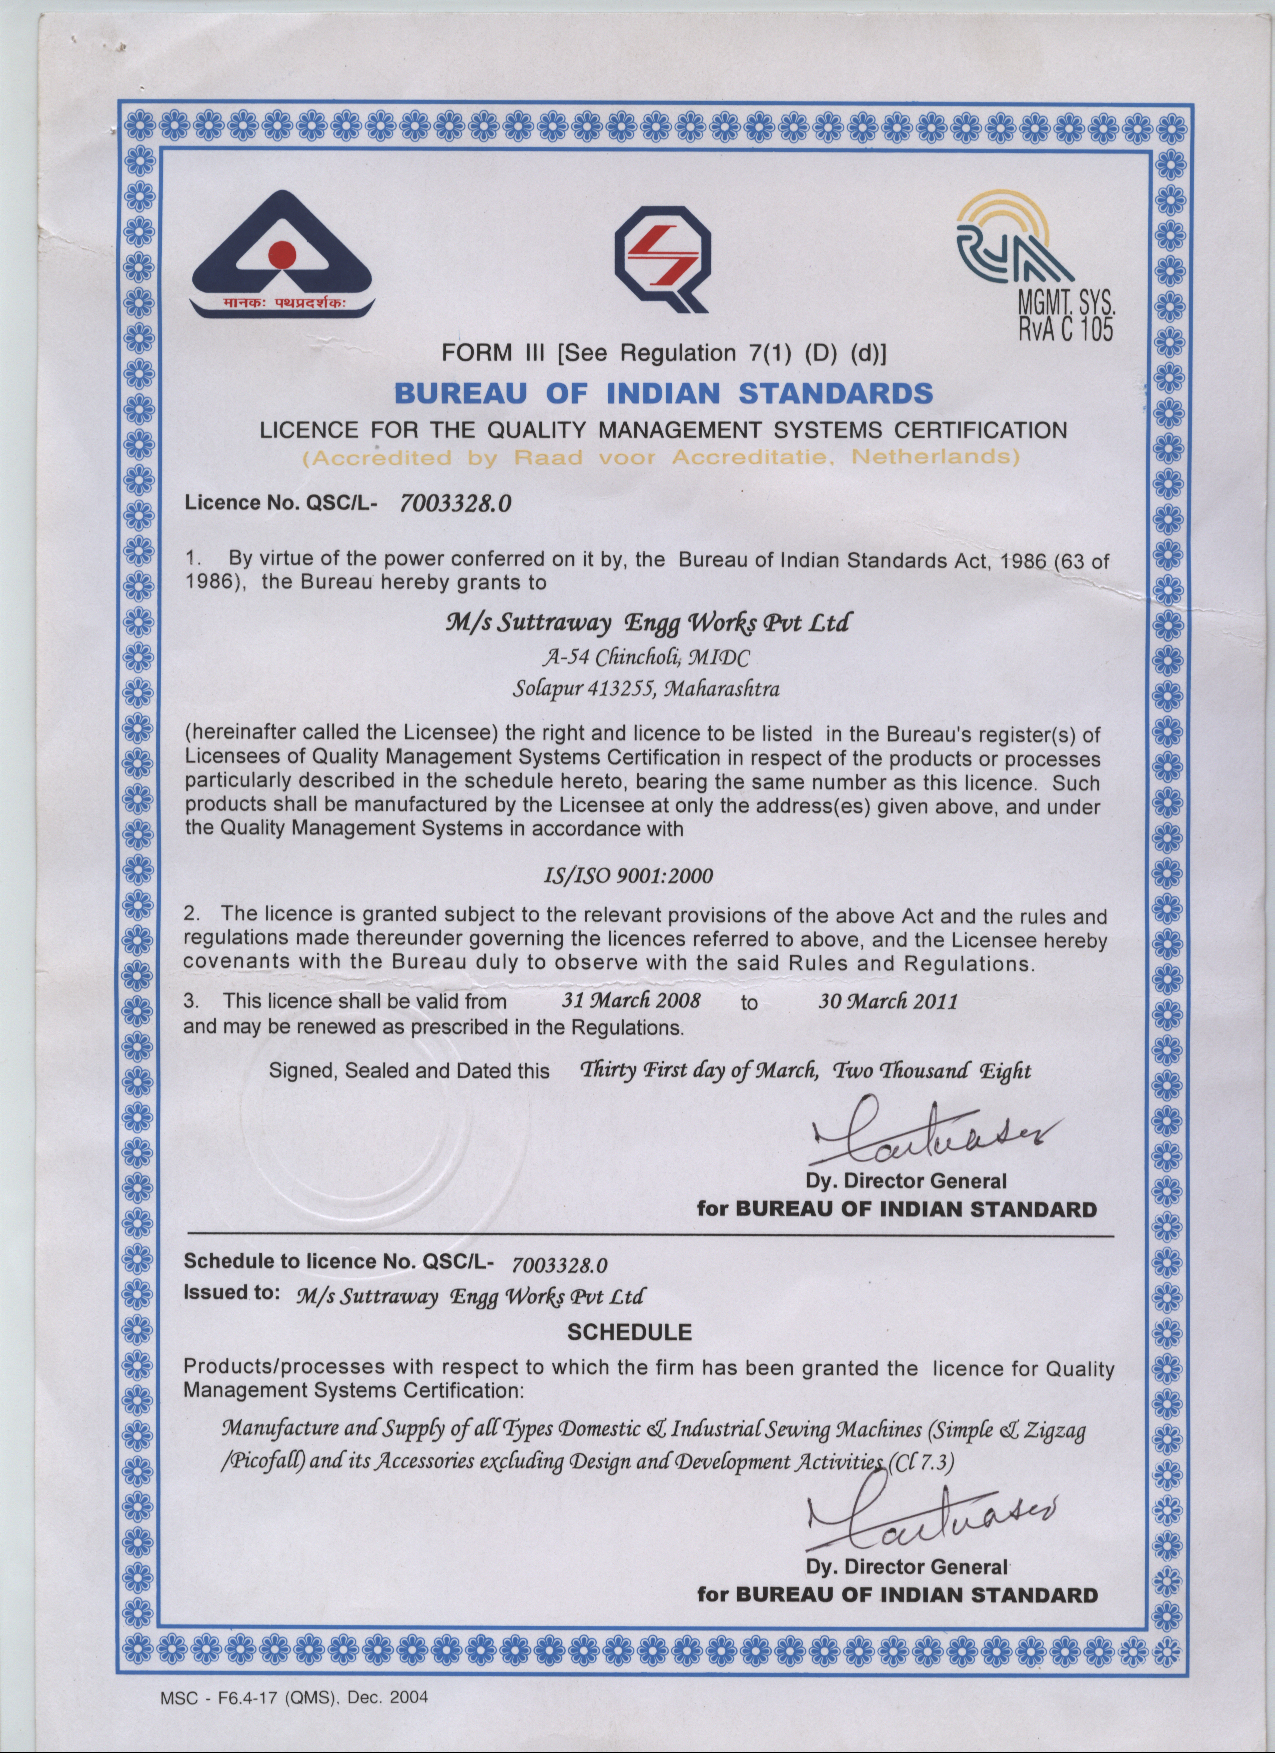 मानकः पथप्रदर्शकः
RvA
MGMT. SYS.
RvA C 105
FORM III [See Regulation 7(1) (D) (d)]
BUREAU OF INDIAN STANDARDS
LICENCE FOR THE QUALITY MANAGEMENT SYSTEMS CERTIFICATION
(Accredited by Raad voor Accreditatie, Netherlands)
Licence No. QSC/L- 7003328.0
1. By virtue of the power conferred on it by, the Bureau of Indian Standards Act, 1986 (63 of
1986), the Bureau hereby grants to
M/s Suttraway Engg Works Pvt Ltd
A-54 Chincholi, MIDC
Solapur 413255, Maharashtra
(hereinafter called the Licensee) the right and licence to be listed in the Bureau's register(s) of
Licensees of Quality Management Systems Certification in respect of the products or processes
particularly described in the schedule hereto, bearing the same number as this licence. Such
products shall be manufactured by the Licensee at only the address(es) given above, and under
the Quality Management Systems in accordance with
IS/ISO 9001:2000
2. The licence is granted subject to the relevant provisions of the above Act and the rules and
regulations made thereunder governing the licences referred to above, and the Licensee hereby
covenants with the Bureau duly to observe with the said Rules and Regulations.
3. This licence shall be valid from 31 March 2008 to 30 March 2011
and may be renewed as prescribed in the Regulations.
Signed, Sealed and Dated this Thirty First day of March, Two Thousand Eight
Dy. Director General
for BUREAU OF INDIAN STANDARD
Schedule to licence No. QSC/L- 7003328.0
Issued to: M/s Suttraway Engg Works Pvt Ltd
SCHEDULE
Products/processes with respect to which the firm has been granted the licence for Quality
Management Systems Certification:
Manufacture and Supply of all Types Domestic & Industrial Sewing Machines (Simple & Zigzag
/Picofall) and its Accessories excluding Design and Development Activities (Cl 7.3)
Dy. Director General
for BUREAU OF INDIAN STANDARD
MSC - F6.4-17 (QMS), Dec. 2004